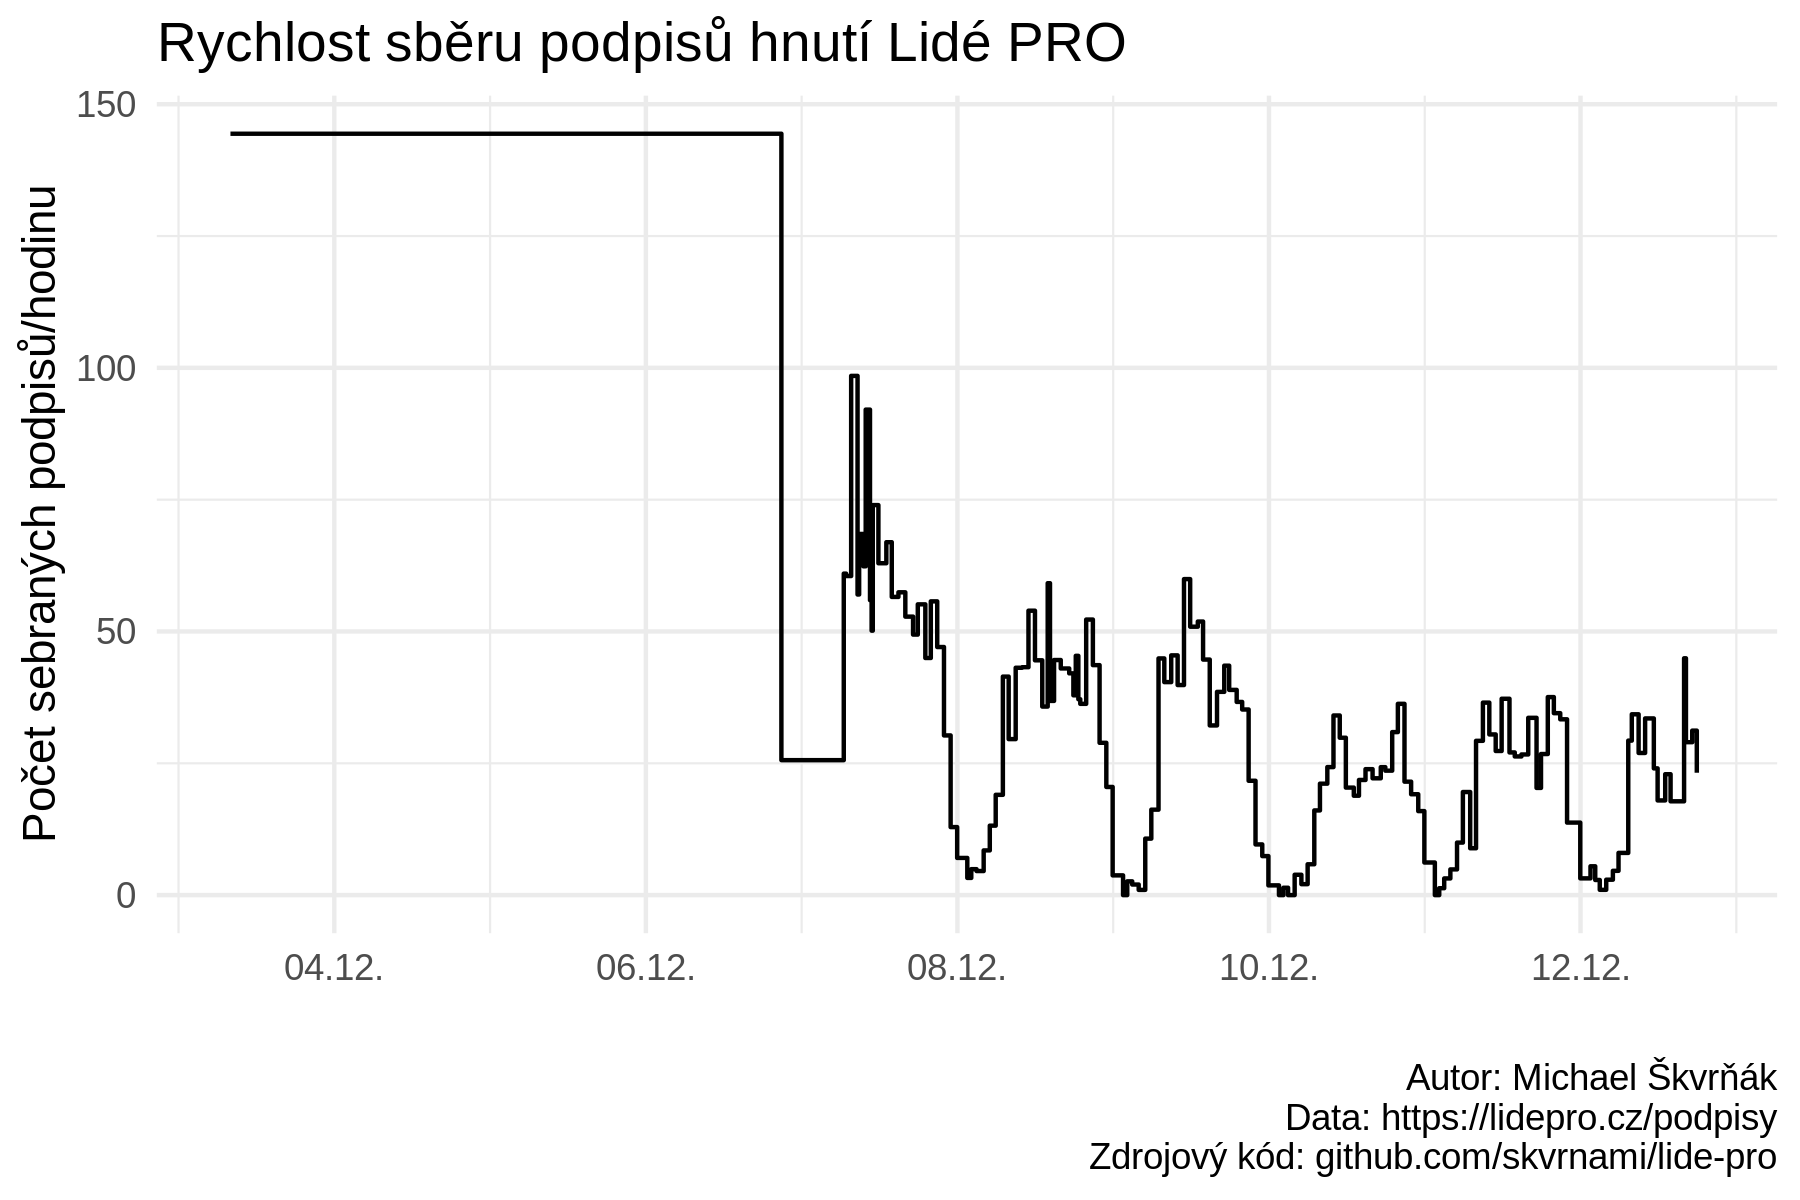 Rychlost sběru podpisů hnutí Lidé PRO
Počet sebraných podpisů/hodinu
150
100
50
0
04.12.
06.12.
08.12.
10.12.
12.12.
Autor: Michael Škvrňák
Data: https://lidepro.cz/podpisy
Zdrojový kód: github.com/skvrnami/lide-pro